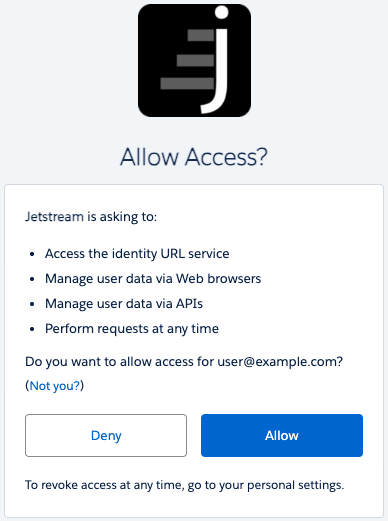 j
Allow Access?
Jetstream is asking to:
• Access the identity URL service
• Manage user data via Web browsers
• Manage user data via APIs
• Perform requests at any time
Do you want to allow access for user@example.com?
(Not you?)
Deny
Allow
To revoke access at any time, go to your personal settings.